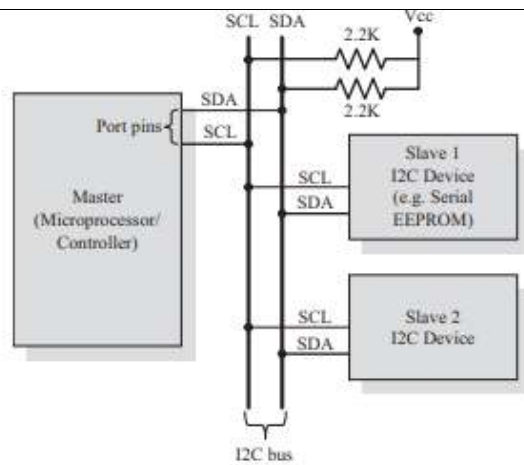 SCL SDA
Vcc
2.2K
2.2K
SDA
Port pins
SCL
Master
(Microprocessor/
Controller)
SCL
SDA
Slave 1
I2C Device
(e.g. Serial
EEPROM)
SCL
SDA
Slave 2
I2C Device
I2C bus